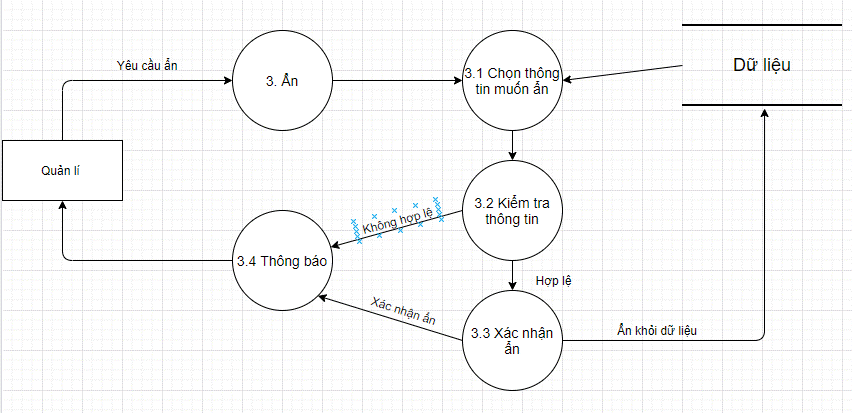 Yêu cầu ẩn
3. Ẩn
3.1 Chọn thông
tin muốn ẩn
Dữ liệu
Quản lí
3.2 Kiểm tra
thông tin
Không hợp lệ
3.4 Thông báo
Hợp lệ
Xác nhận ẩn
3.3 Xác nhận
ẩn
Ẩn khỏi dữ liệu